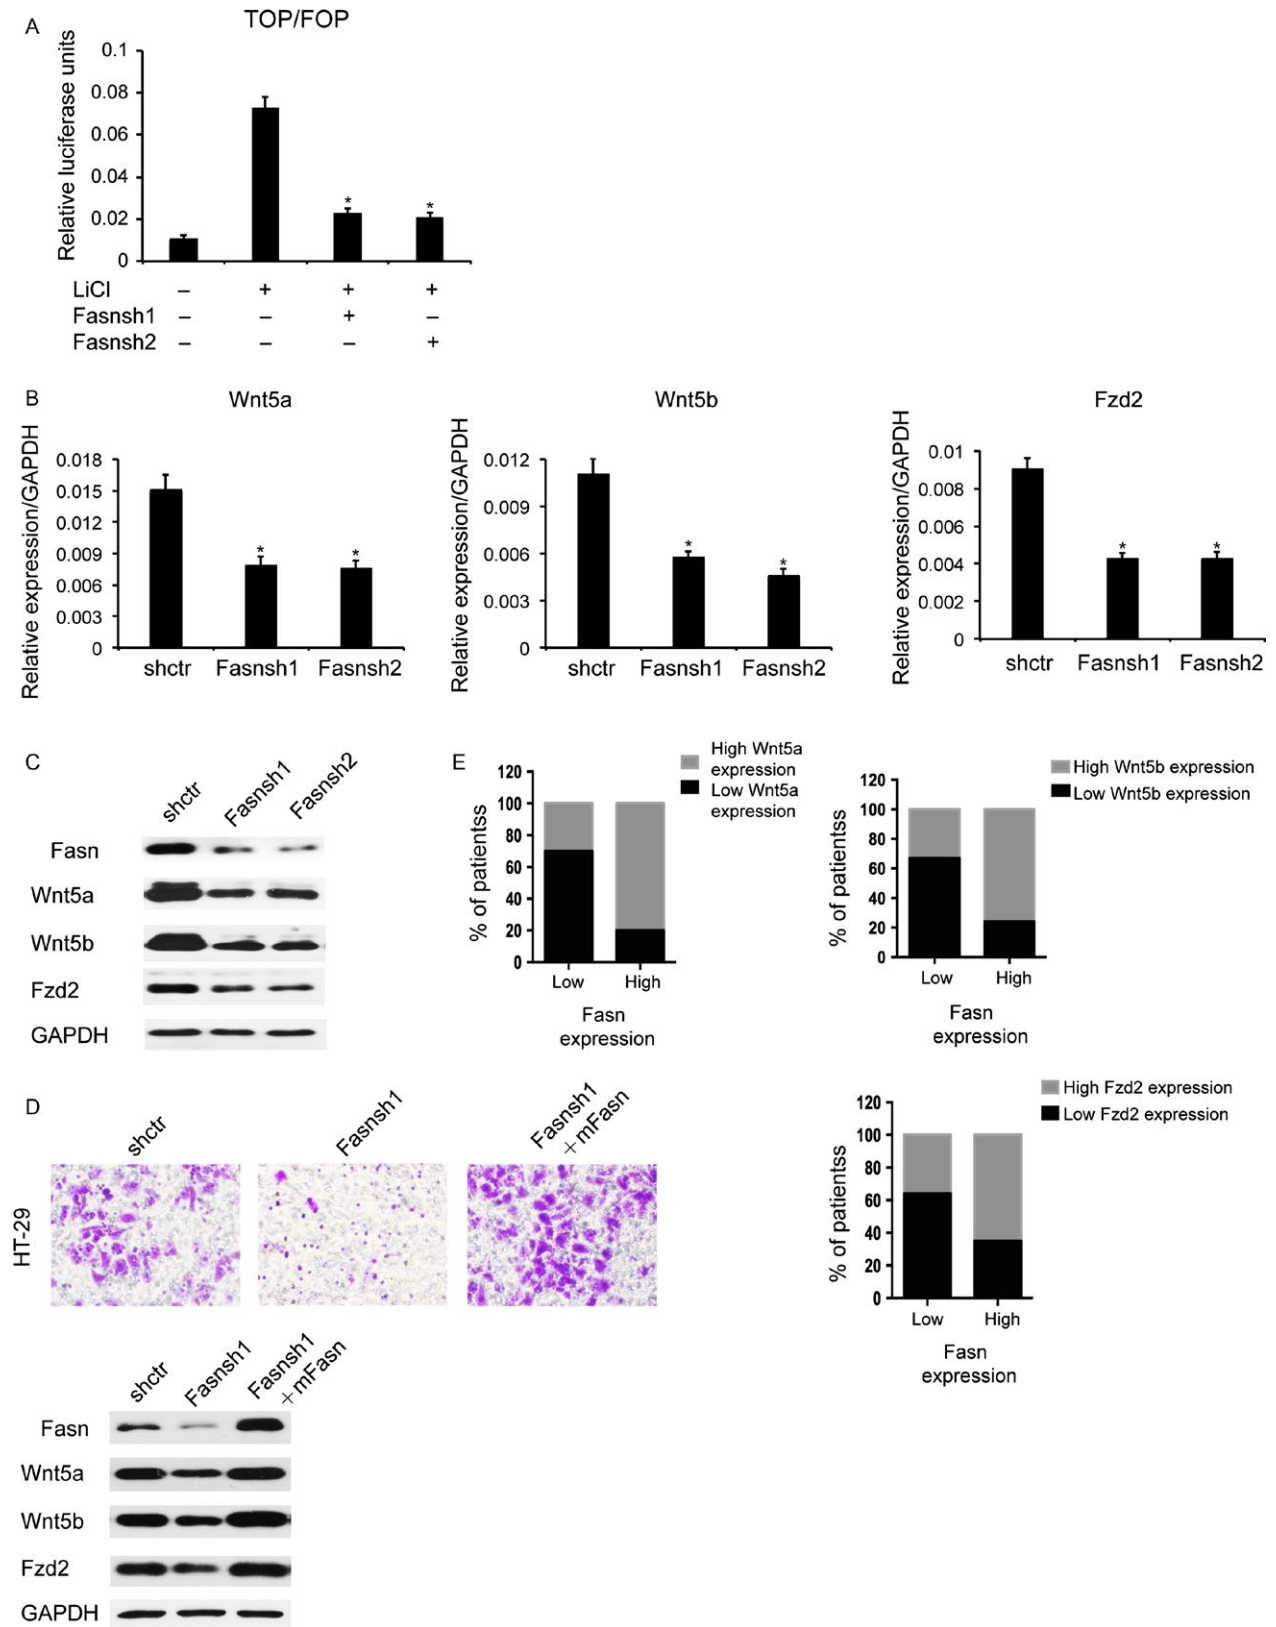 A
TOP/FOP
Relative luciferase units
0.1
0.08
0.06
0.04
0.02
0
LiCl − + + +
Fasnsh1 − − + −
Fasnsh2 − − − +
* *
B
Wnt5a
Relative expression/GAPDH
0.018
0.015
0.012
0.009
0.006
0.003
0
* *
shctr Fasnsh1 Fasnsh2
Wnt5b
Relative expression/GAPDH
0.012
0.009
0.006
0.003
0
* *
shctr Fasnsh1 Fasnsh2
Fzd2
Relative expression/GAPDH
0.01
0.008
0.006
0.004
0.002
0
* *
shctr Fasnsh1 Fasnsh2
C
shctr Fasnsh1 Fasnsh2
Fasn
Wnt5a
Wnt5b
Fzd2
GAPDH
D
shctr Fasnsh1 Fasnsh1
+mFasn
HT-29
shctr Fasnsh1 Fasnsh1
+mFasn
Fasn
Wnt5a
Wnt5b
Fzd2
GAPDH
E
High Wnt5a
expression
Low Wnt5a
expression
% of patientss
120
100
80
60
40
20
0
Low High
Fasn
expression
High Wnt5b expression
Low Wnt5b expression
% of patientss
120
100
80
60
40
20
0
Low High
Fasn
expression
High Fzd2 expression
Low Fzd2 expression
% of patientss
120
100
80
60
40
20
0
Low High
Fasn
expression